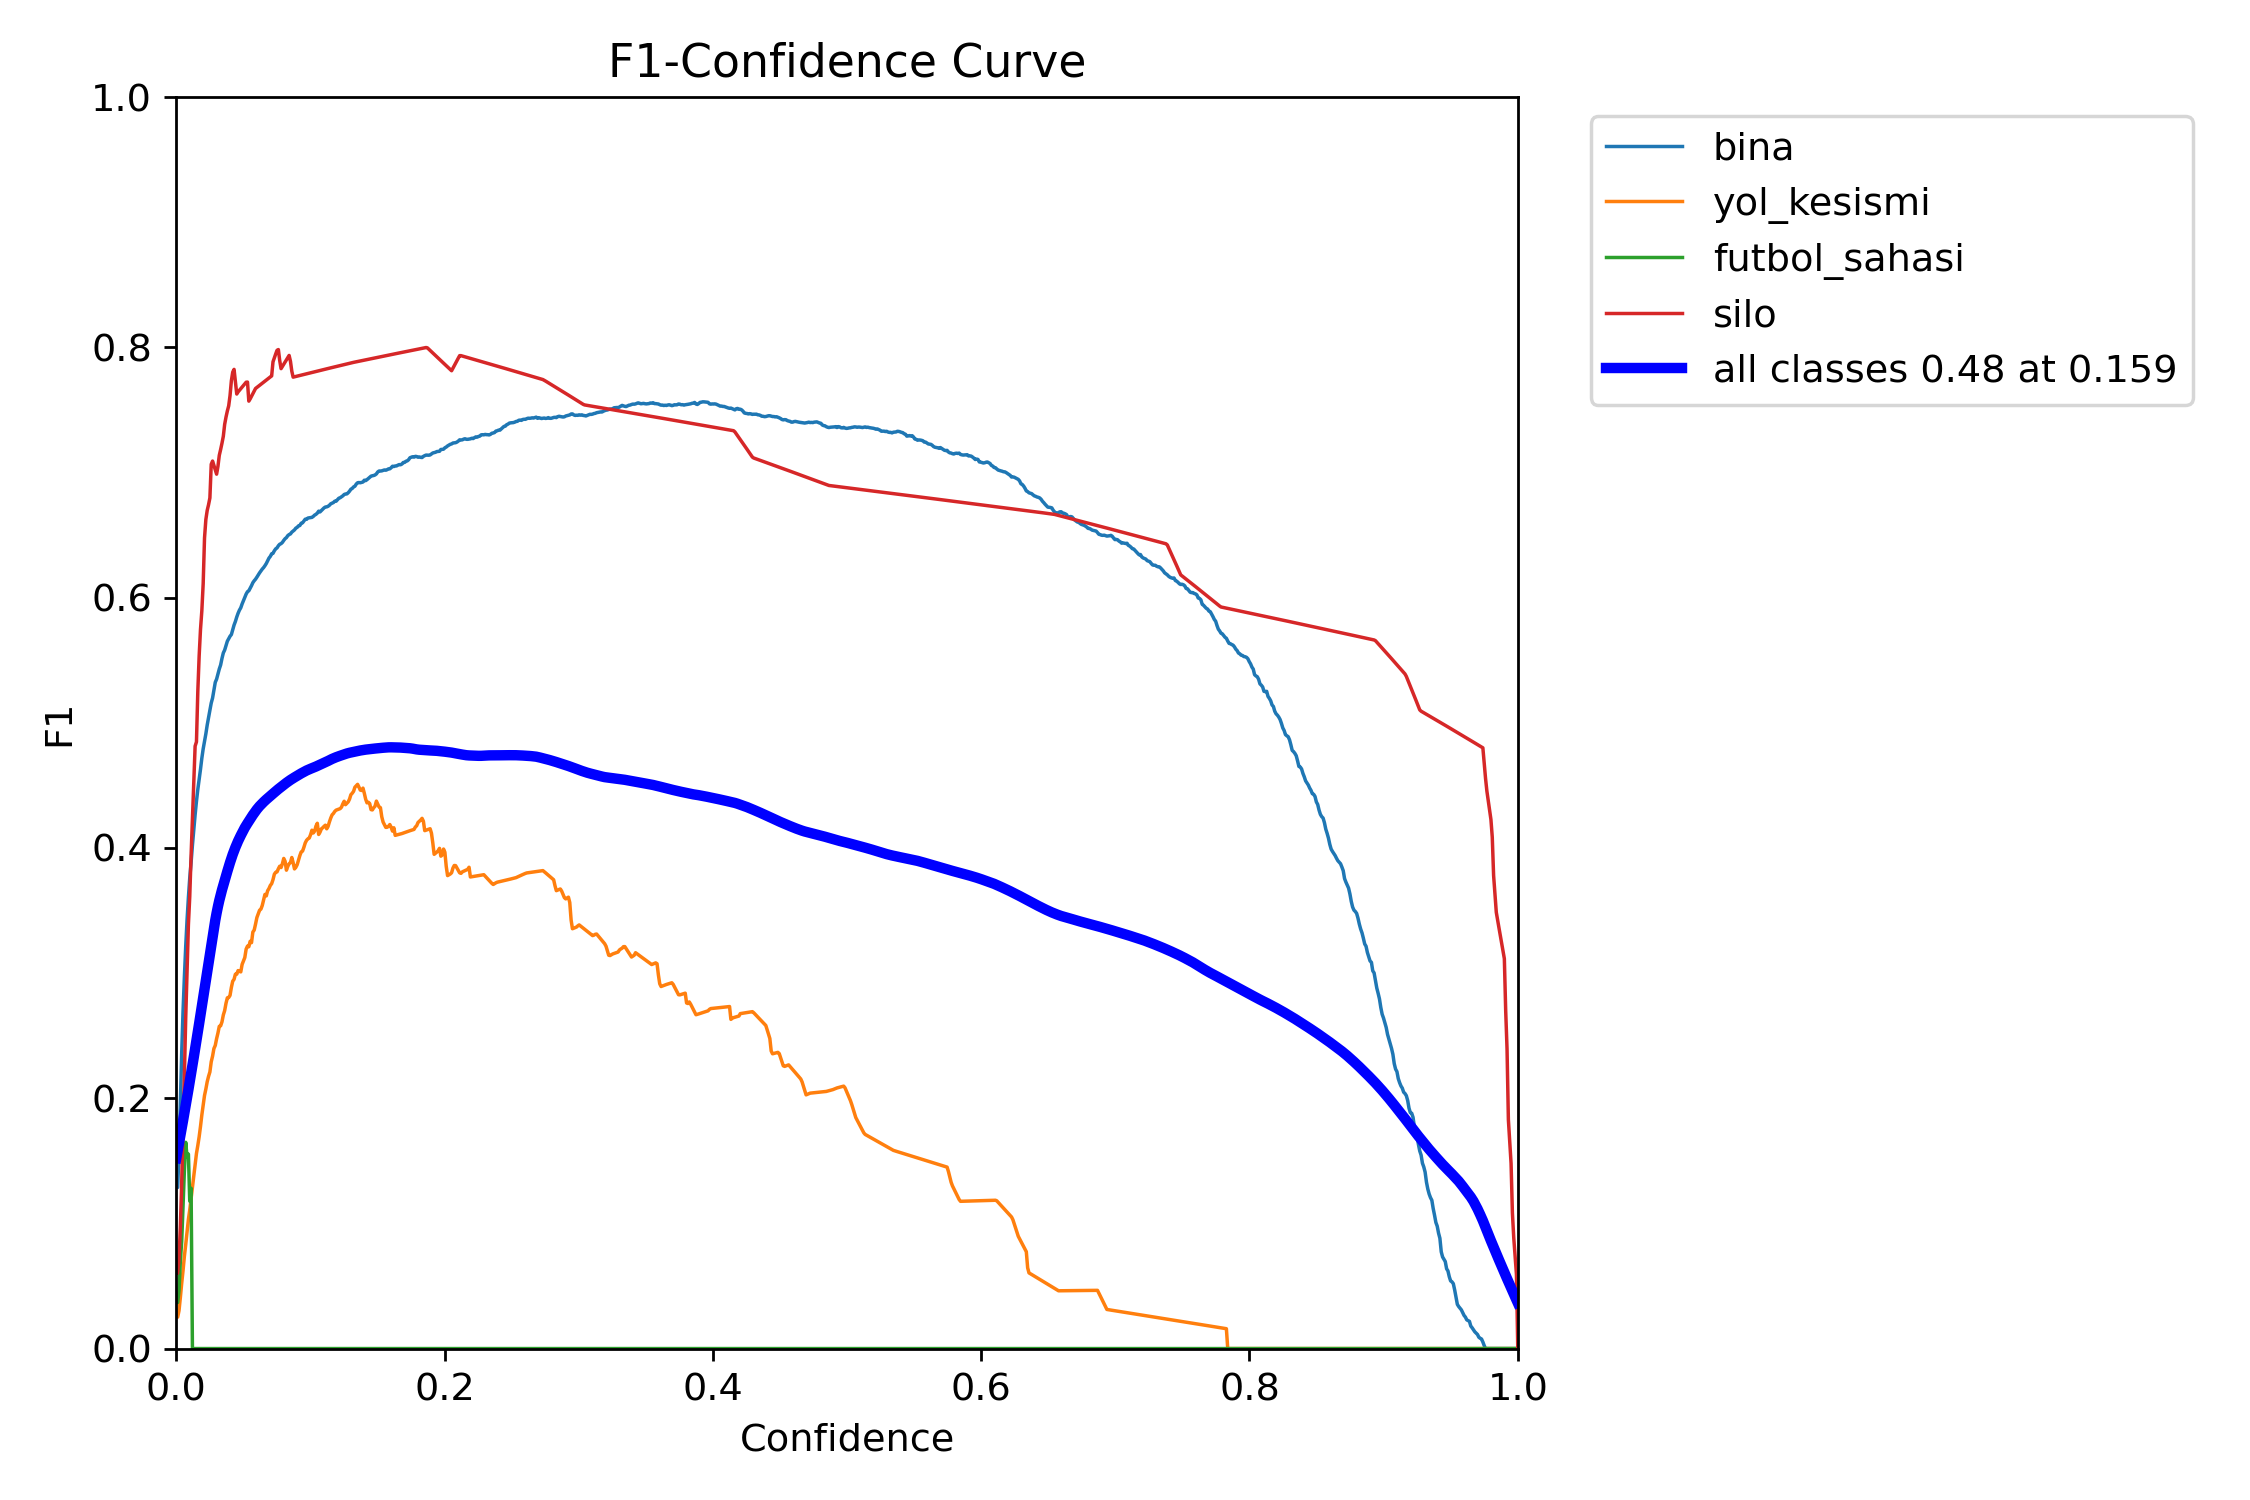 F1-Confidence Curve
1.0
0.8
0.6
0.4
0.2
0.0
F1
0.0 0.2 0.4 0.6 0.8 1.0
Confidence
bina
yol_kesismi
futbol_sahasi
silo
all classes 0.48 at 0.159